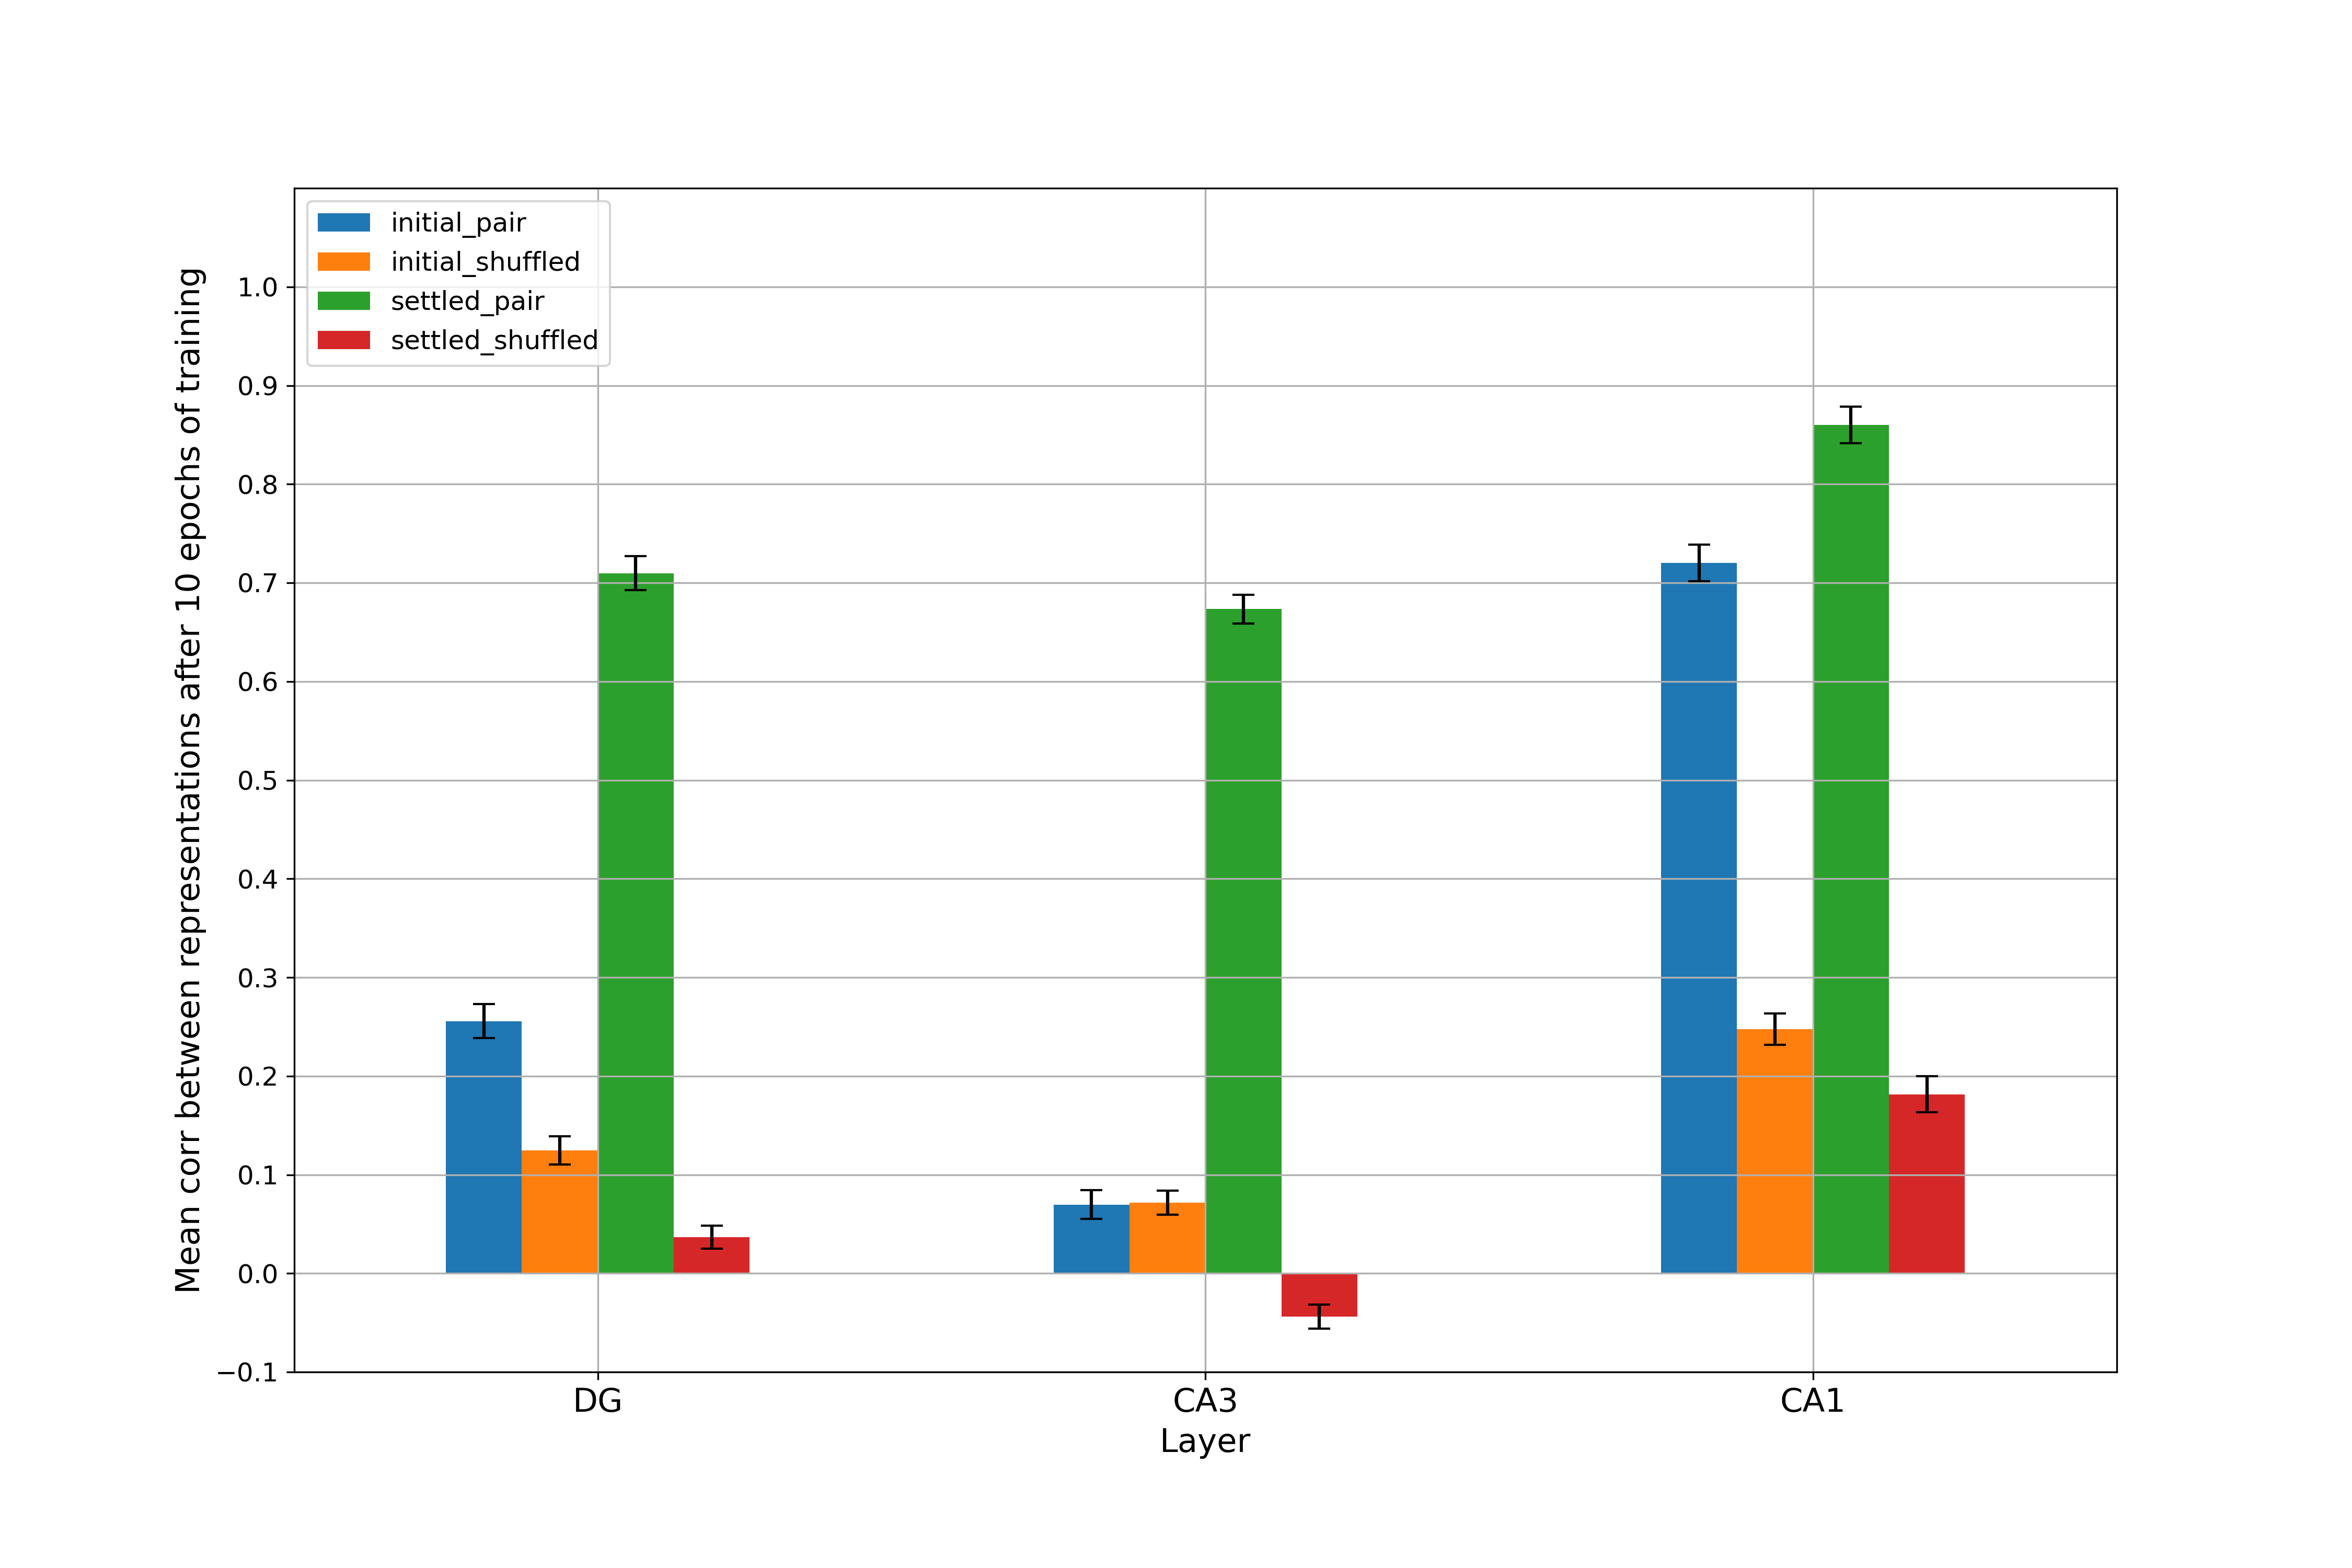 initial_pair
initial_shuffled
settled_pair
settled_shuffled
Mean corr between representations after 10 epochs of training
1.0
0.9
0.8
0.7
0.6
0.5
0.4
0.3
0.2
0.1
0.0
−0.1
DG
CA3
CA1
Layer